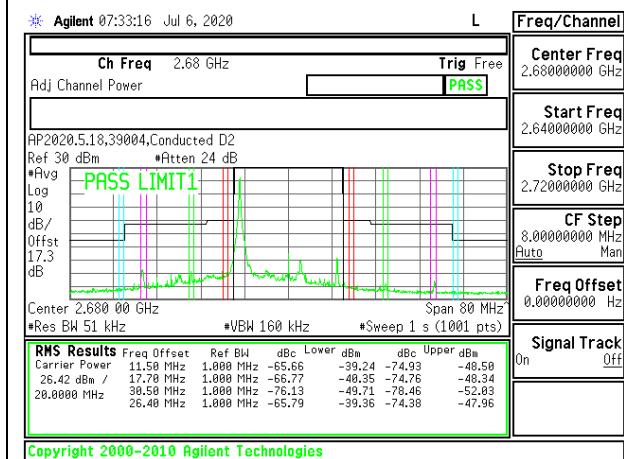 Agilent 07:33:16 Jul 6, 2020 L
Freq/Channel
Ch Freq 2.68 GHz Trig Free
Adj Channel Power PASS
Center Freq
2.68000000 GHz
Start Freq
2.64000000 GHz
Stop Freq
2.72000000 GHz
CF Step
8.00000000 MHz
Auto Man
Freq Offset
0.00000000 Hz
Signal Track
On Off
AP2020.5.18,39004,Conducted D2
Ref 30 dBm #Atten 24 dB
#Avg
Log
10
dB/
Offst
17.3
dB
PASS LIMIT1
Center 2.680 00 GHz Span 80 MHz
#Res BW 51 kHz #VBW 160 kHz #Sweep 1 s (1001 pts)
RMS Results Freq Offset Ref BW dBc Lower dBm dBc Upper dBm
Carrier Power 11.50 MHz 1.000 MHz -65.66 -39.24 -74.93 -48.50
26.42 dBm / 17.70 MHz 1.000 MHz -66.77 -40.35 -74.76 -48.34
20.0000 MHz 30.50 MHz 1.000 MHz -76.13 -49.71 -78.46 -52.03
26.40 MHz 1.000 MHz -65.79 -39.36 -74.38 -47.96
Copyright 2000-2010 Agilent Technologies